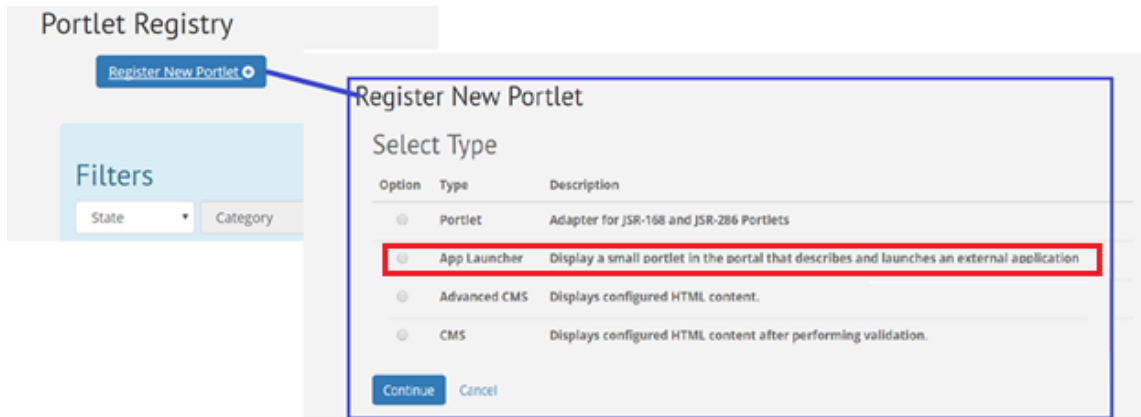 Portlet Registry
Register New Portlet
Filters
State
Category
Register New Portlet
Select Type
Option Type Description
Portlet Adapter for JSR-168 and JSR-286 Portlets
App Launcher Display a small portlet in the portal that describes and launches an external application
Advanced CMS Displays configured HTML content.
CMS Displays configured HTML content after performing validation.
Continue Cancel